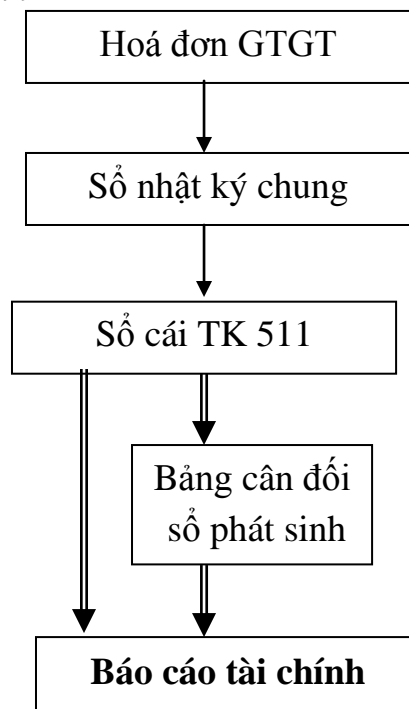 Hoá đơn GTGT
Sổ nhật ký chung
Sổ cái TK 511
Bảng cân đối
sổ phát sinh
Báo cáo tài chính